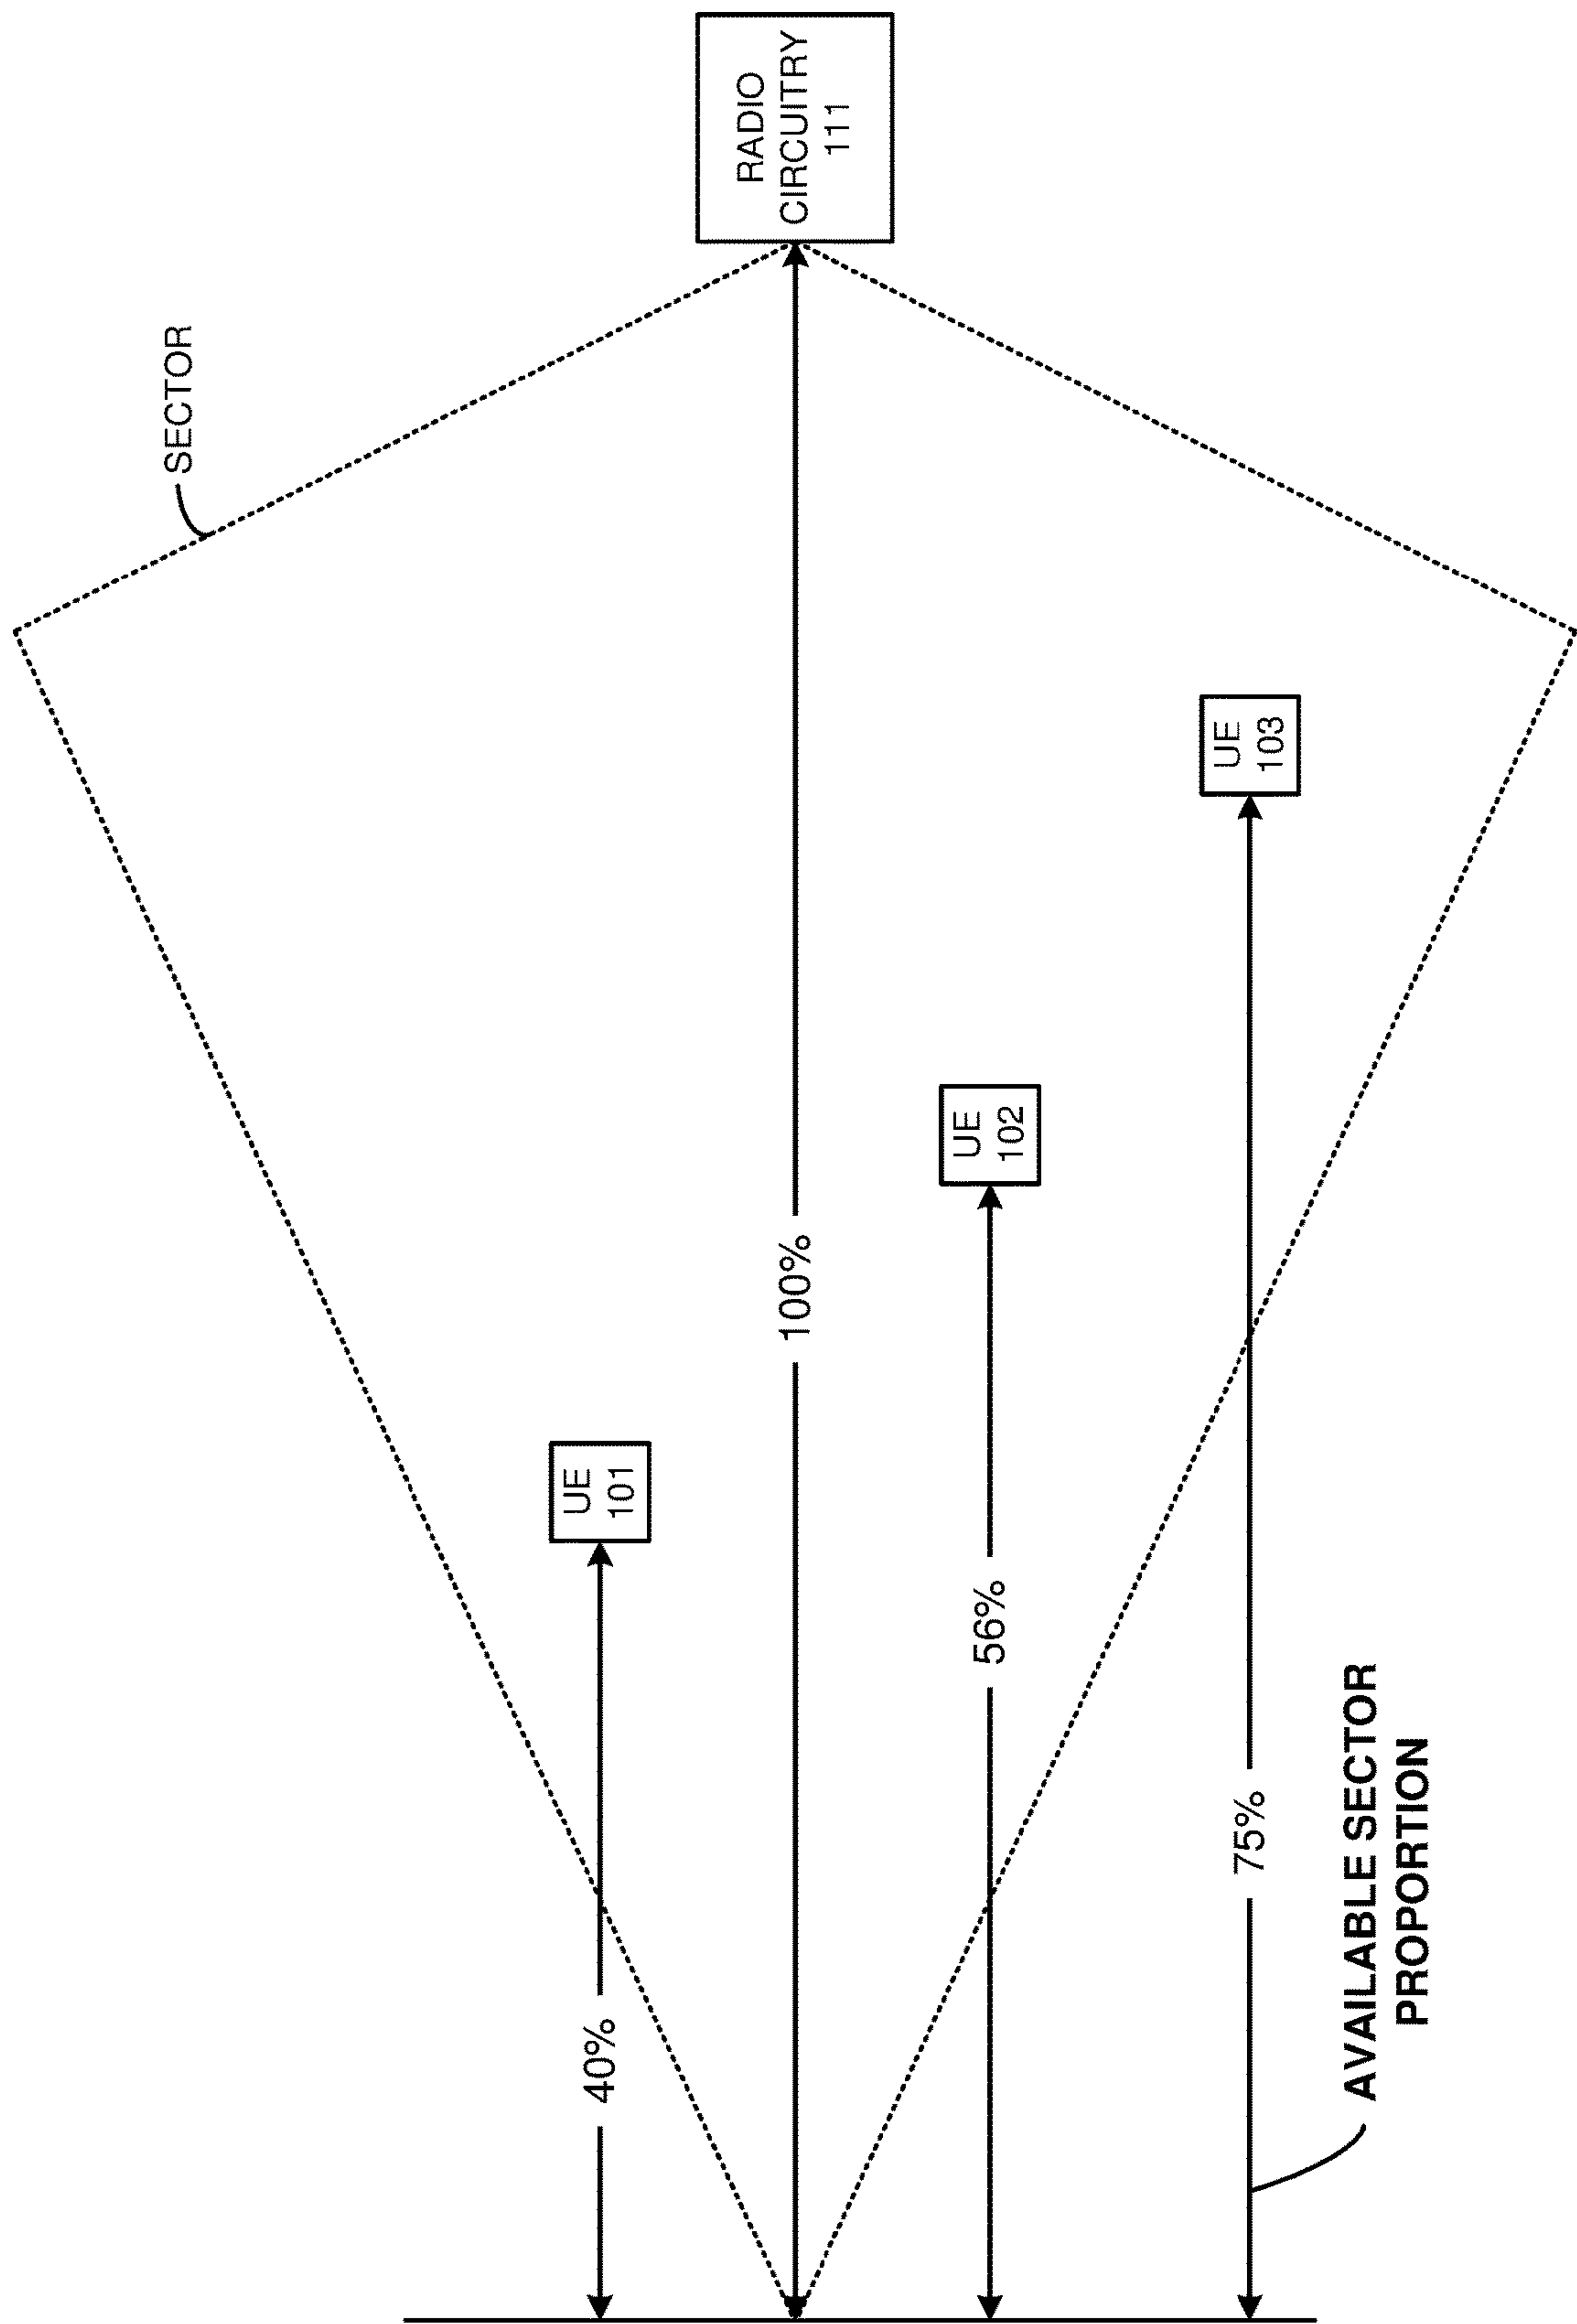 RADIO
CIRCUITRY
111
SECTOR
UE
103
UE
102
100%
UE
101
56%
75%
40%
AVAILABLE SECTOR
PROPORTION